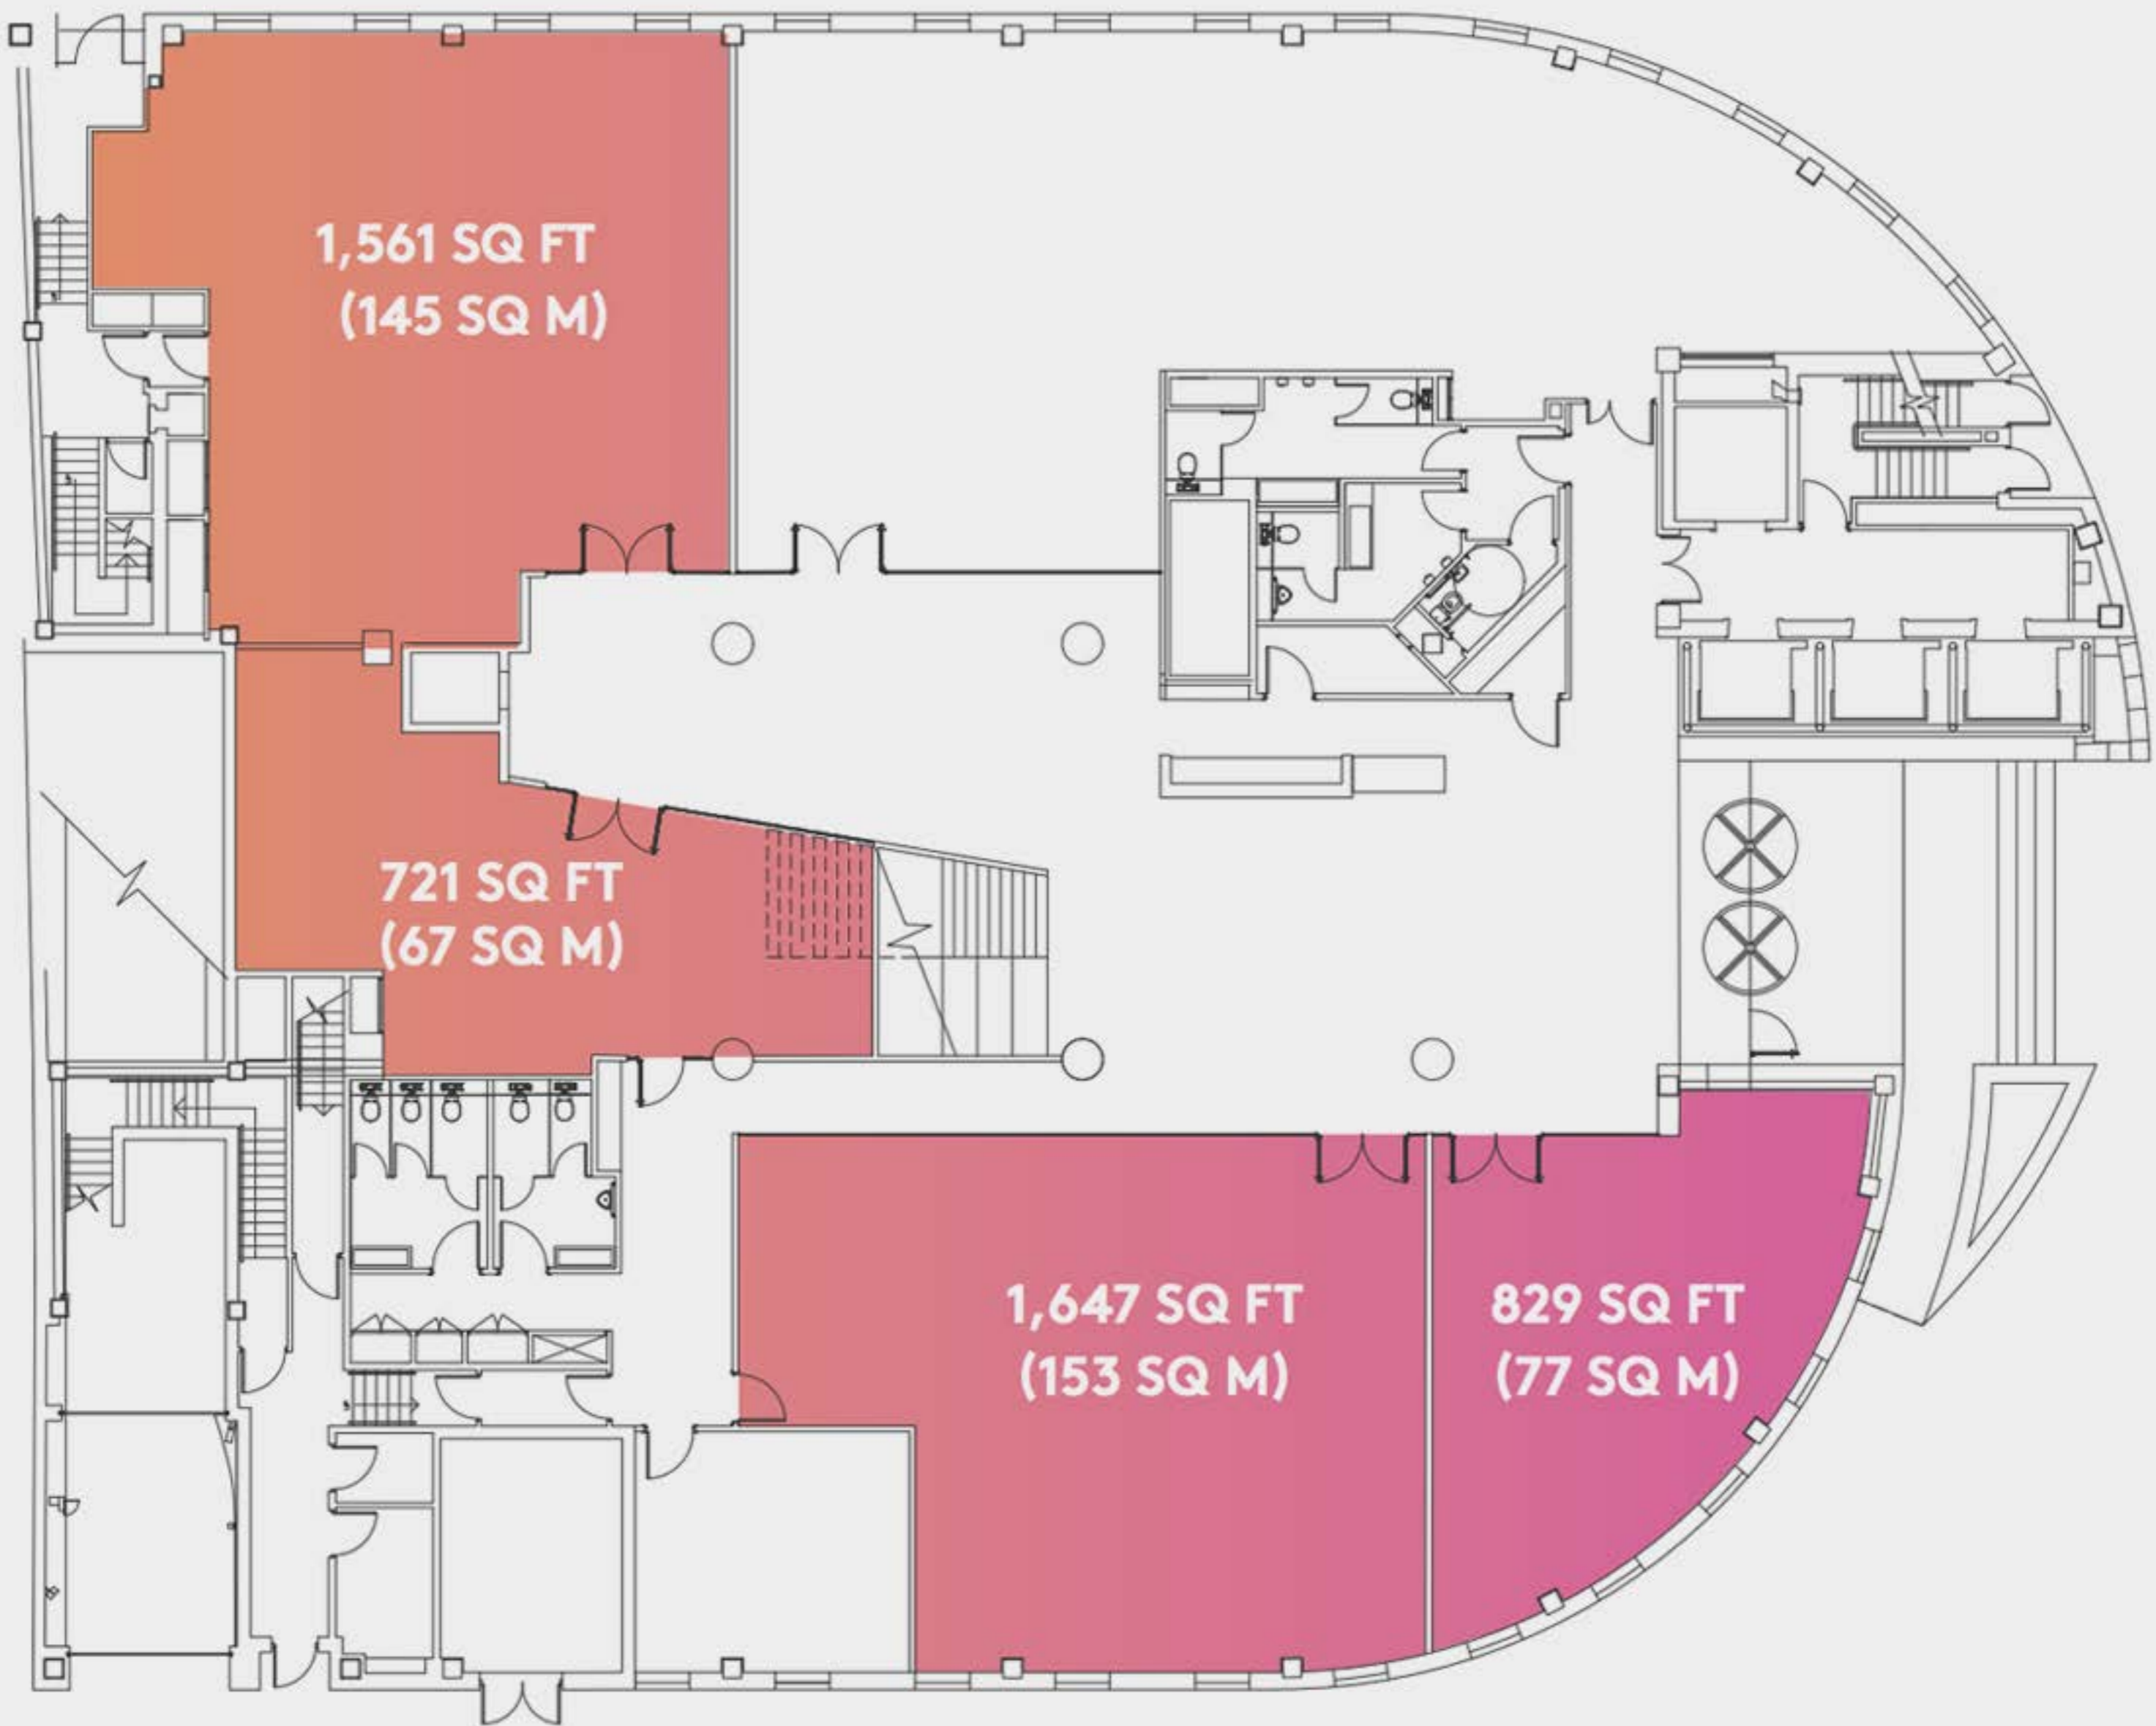 1,561 SQ FT
(145 SQ M)
721 SQ FT
(67 SQ M)
1,647 SQ FT
(153 SQ M)
829 SQ FT
(77 SQ M)